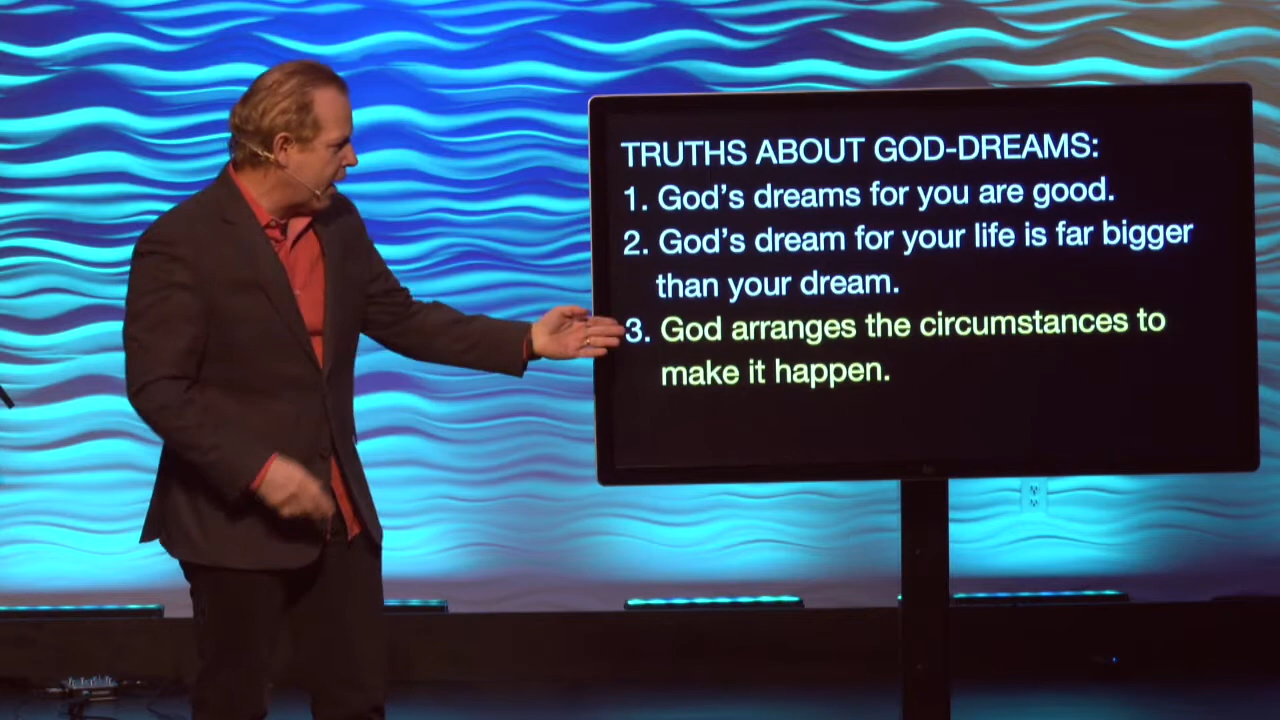 TRUTHS ABOUT GOD-DREAMS:
1. God's dreams for you are good.
2. God's dream for your life is far bigger
than your dream.
3. God arranges the circumstances to
make it happen.